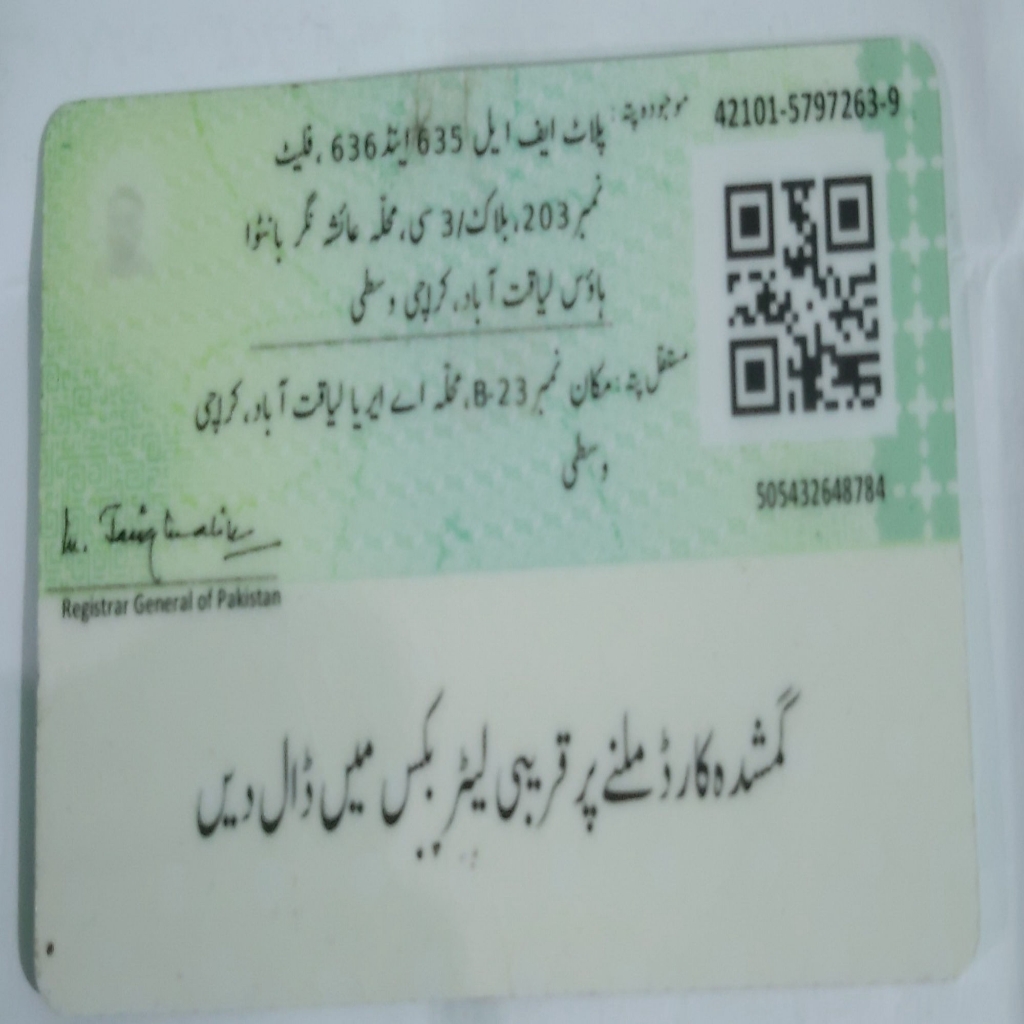 42101-5797263-9
موجودہ پتہ: پلاٹ ایف ایل 635 اینڈ 636، فلیٹ
نمبر 203، بلاک/3 سی، محلّہ عائشہ نگر بانٹوا
ہاؤس لیاقت آباد، کراچی وسطی
مستقل پتہ: مکان نمبر B-23، محلّہ اے ایریا لیاقت آباد، کراچی
وسطی
505432648784
Registrar General of Pakistan
گمشدہ کارڈ ملنے پر قریبی لیٹر بکس میں ڈال دیں